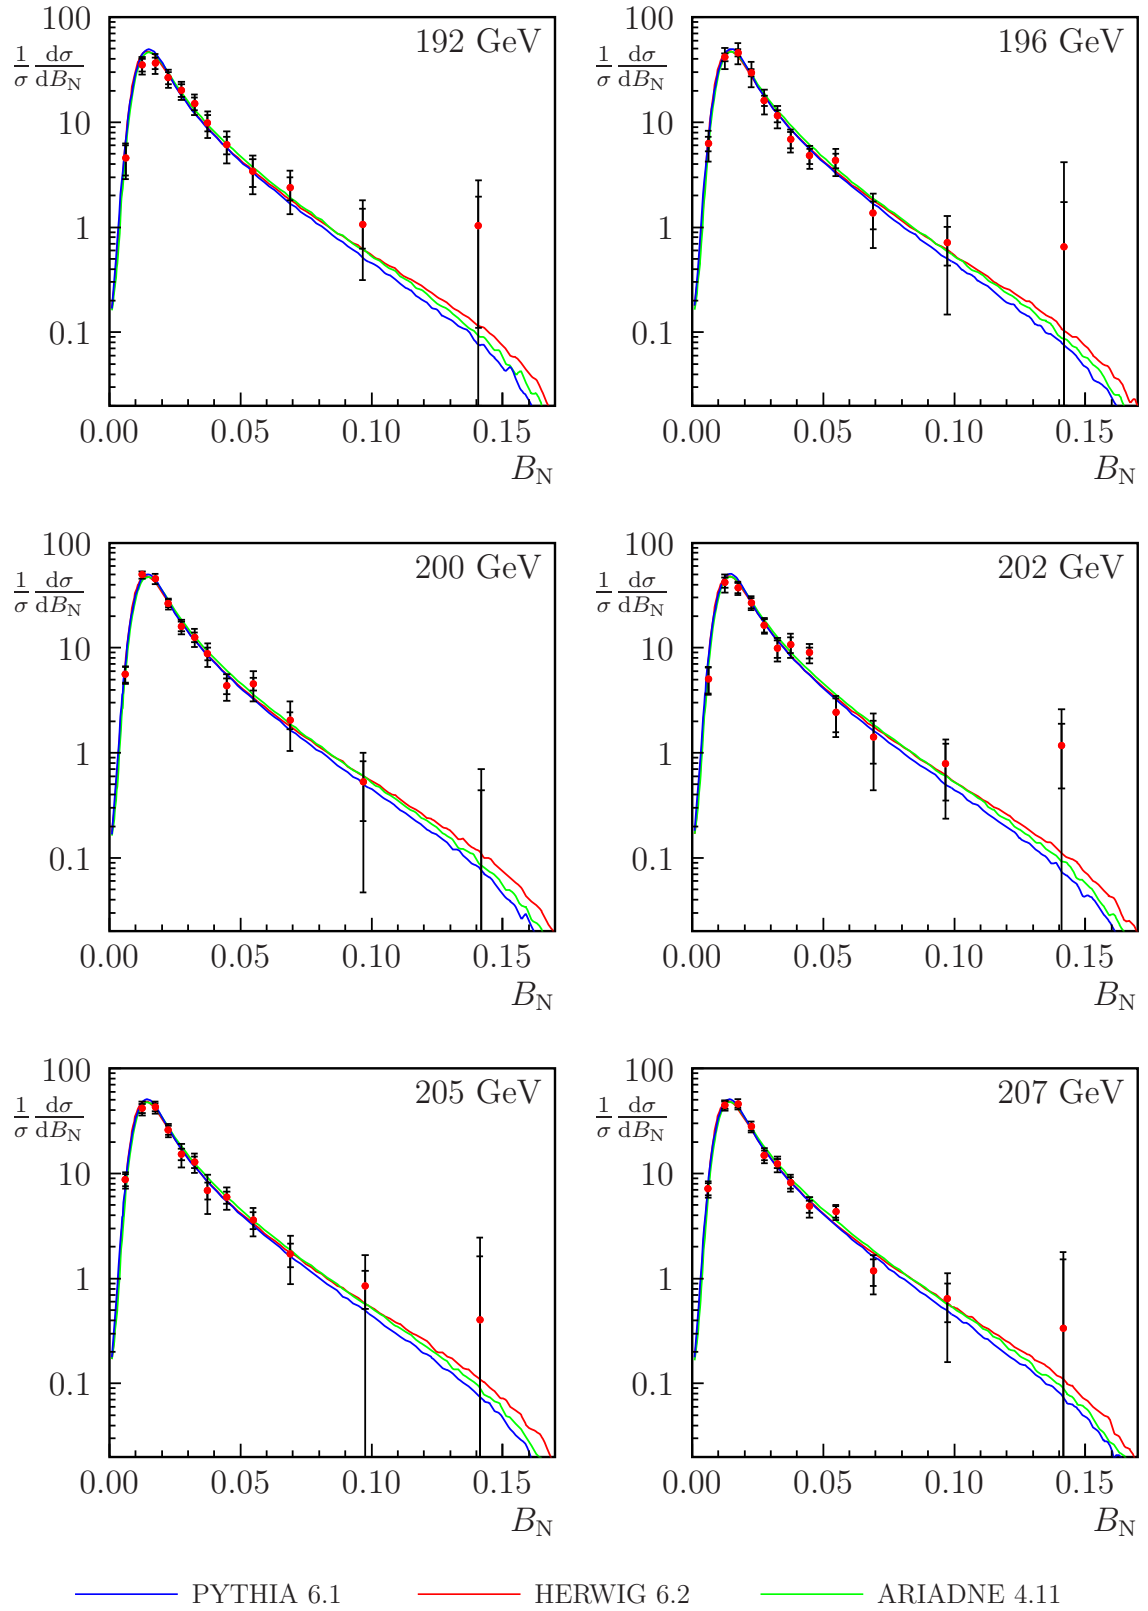 100 192 GeV
1/σ dσ/dB_N
10
1
0.1
0.00 0.05 0.10 0.15
B_N
100 196 GeV
1/σ dσ/dB_N
10
1
0.1
0.00 0.05 0.10 0.15
B_N
100 200 GeV
1/σ dσ/dB_N
10
1
0.1
0.00 0.05 0.10 0.15
B_N
100 202 GeV
1/σ dσ/dB_N
10
1
0.1
0.00 0.05 0.10 0.15
B_N
100 205 GeV
1/σ dσ/dB_N
10
1
0.1
0.00 0.05 0.10 0.15
B_N
100 207 GeV
1/σ dσ/dB_N
10
1
0.1
0.00 0.05 0.10 0.15
B_N
PYTHIA 6.1 HERWIG 6.2 ARIADNE 4.11